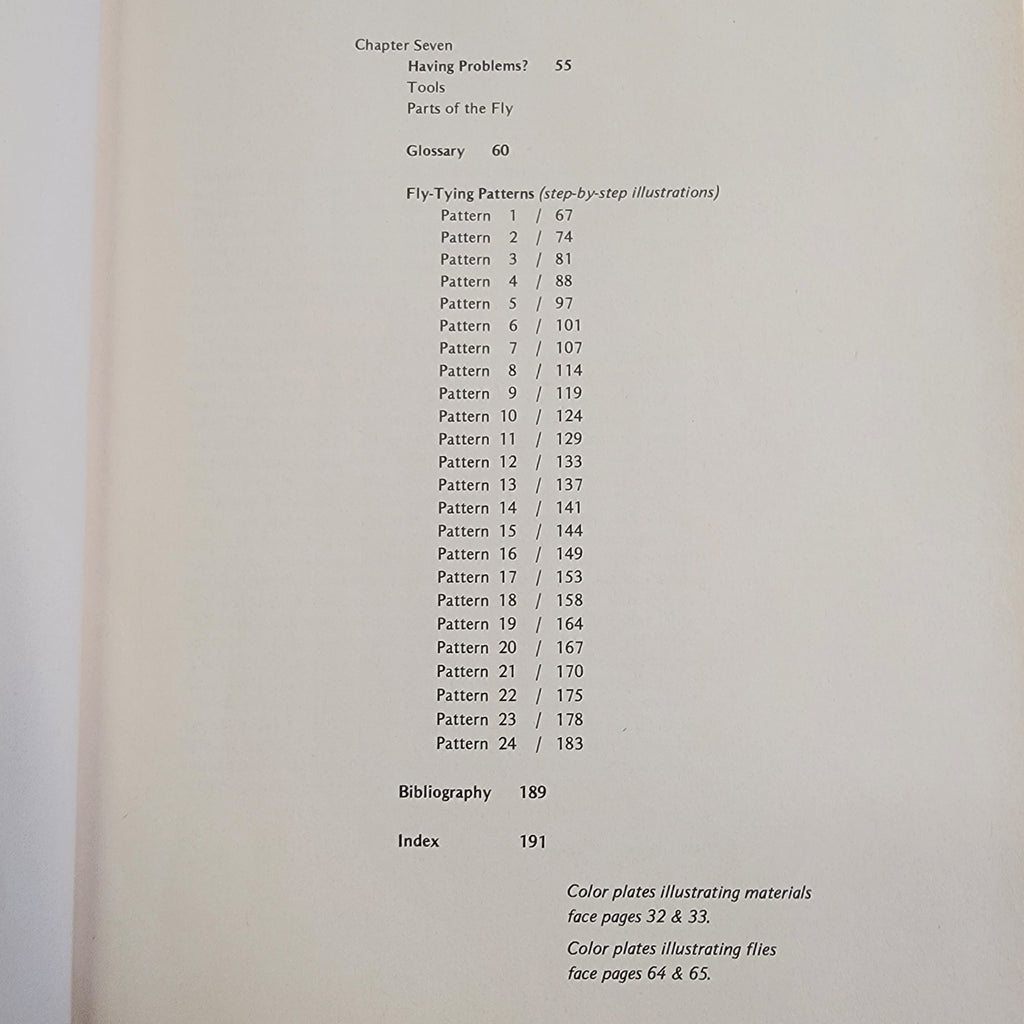 Chapter Seven
Having Problems? 55
Tools
Parts of the Fly
Glossary 60
Fly-Tying Patterns (step-by-step illustrations)
Pattern 1 / 67
Pattern 2 / 74
Pattern 3 / 81
Pattern 4 / 88
Pattern 5 / 97
Pattern 6 / 101
Pattern 7 / 107
Pattern 8 / 114
Pattern 9 / 119
Pattern 10 / 124
Pattern 11 / 129
Pattern 12 / 133
Pattern 13 / 137
Pattern 14 / 141
Pattern 15 / 144
Pattern 16 / 149
Pattern 17 / 153
Pattern 18 / 158
Pattern 19 / 164
Pattern 20 / 167
Pattern 21 / 170
Pattern 22 / 175
Pattern 23 / 178
Pattern 24 / 183
Bibliography 189
Index 191
Color plates illustrating materials
face pages 32 & 33.
Color plates illustrating flies
face pages 64 & 65.